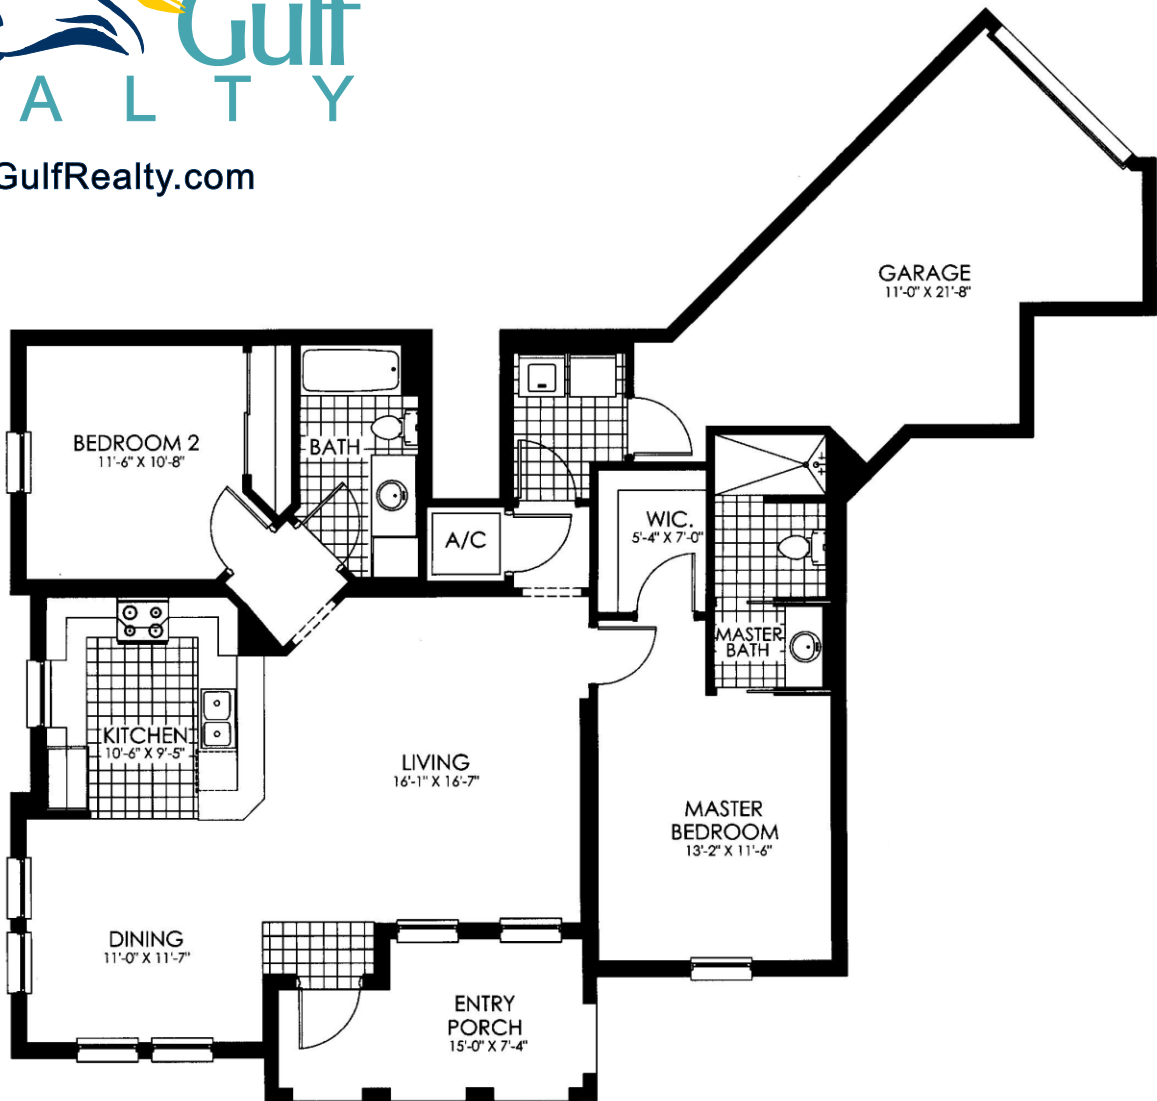 Gulf
A L T Y
GulfRealty.com
GARAGE
11'-0" X 21'-8"
BEDROOM 2
11'-6" X 10'-8"
BATH
A/C
WIC.
5'-4" X 7'-0"
MASTER
BATH
KITCHEN
10'-6" X 9'-5"
LIVING
16'-1" X 16'-7"
MASTER
BEDROOM
13'-2" X 11'-6"
DINING
11'-0" X 11'-7"
ENTRY
PORCH
15'-0" X 7'-4"